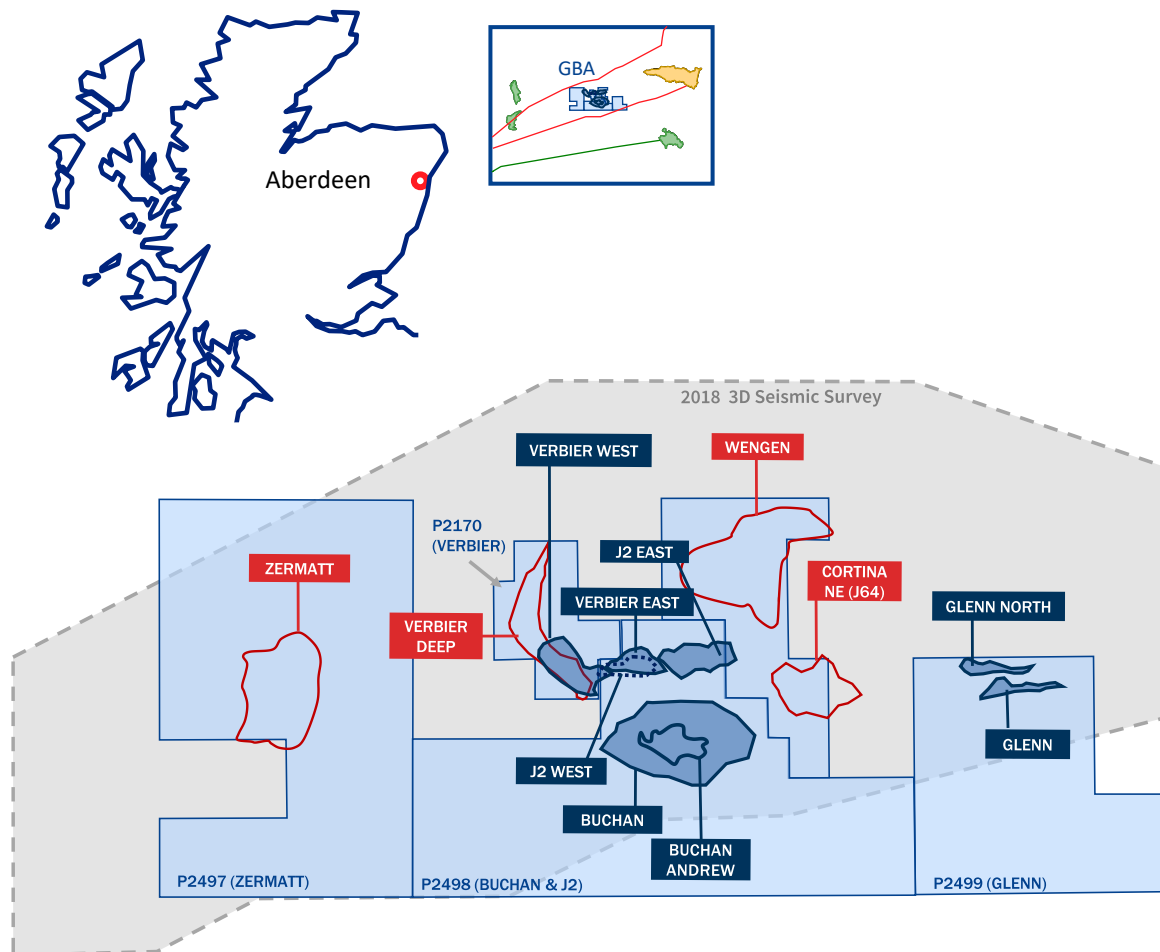 GBA
Aberdeen
2018 3D Seismic Survey
VERBIER WEST
WENGEN
P2170
(VERBIER)
J2 EAST
ZERMATT
CORTINA
NE (J64)
VERBIER EAST
GLENN NORTH
VERBIER
DEEP
GLENN
J2 WEST
BUCHAN
BUCHAN
ANDREW
P2497 (ZERMATT)
P2498 (BUCHAN & J2)
P2499 (GLENN)